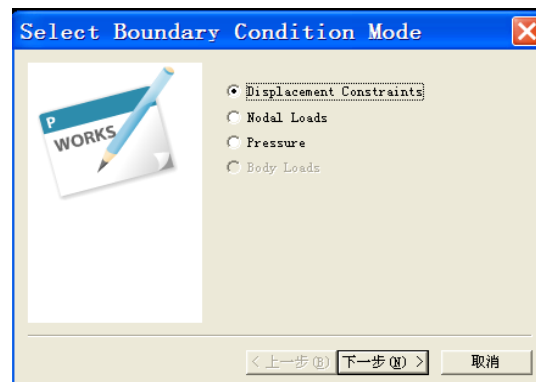 Select Boundary Condition Mode
P
WORKS
Displacement Constraints
Nodal Loads
Pressure
Body Loads
< 上一步(B) 下一步(N) > 取消